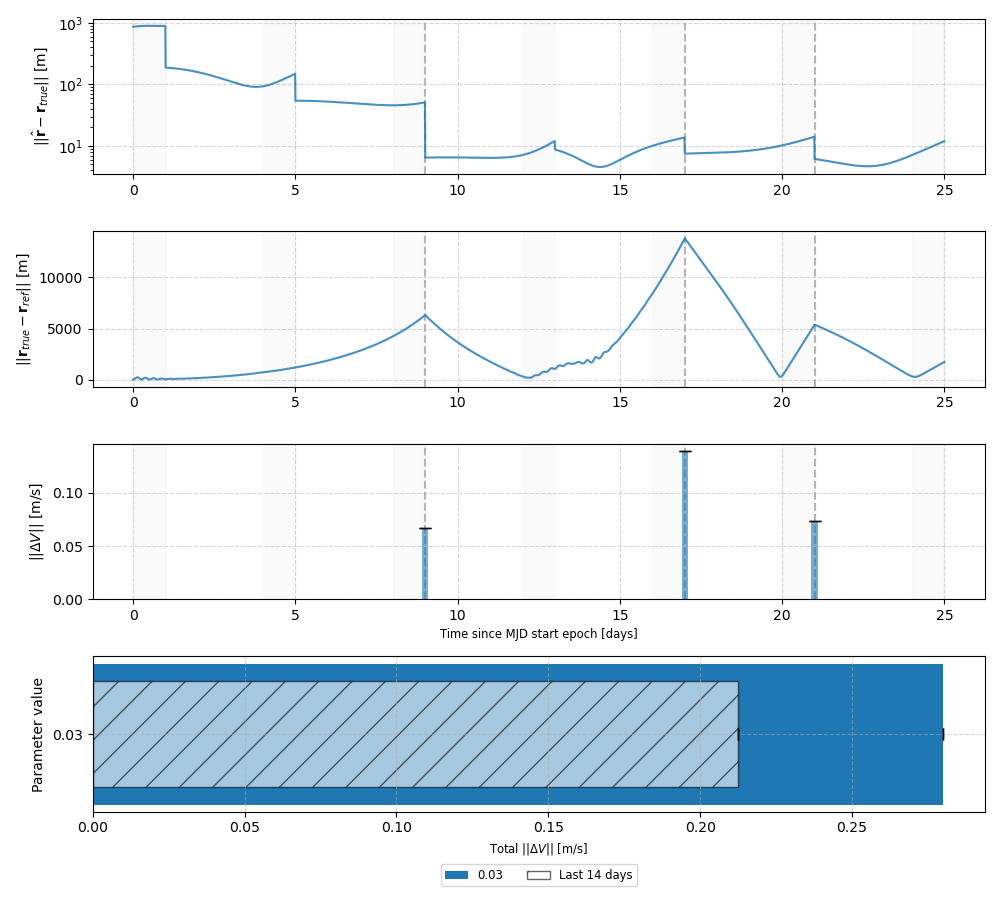 10³
10²
10¹
||r̂ − r_true|| [m]
0 5 10 15 20 25
10000
5000
0
||r_true − r_ref|| [m]
0 5 10 15 20 25
0.10
0.05
0.00
||ΔV|| [m/s]
0 5 10 15 20 25
Time since MJD start epoch [days]
Parameter value
0.03
0.00 0.05 0.10 0.15 0.20 0.25
Total ||ΔV|| [m/s]
0.03 Last 14 days